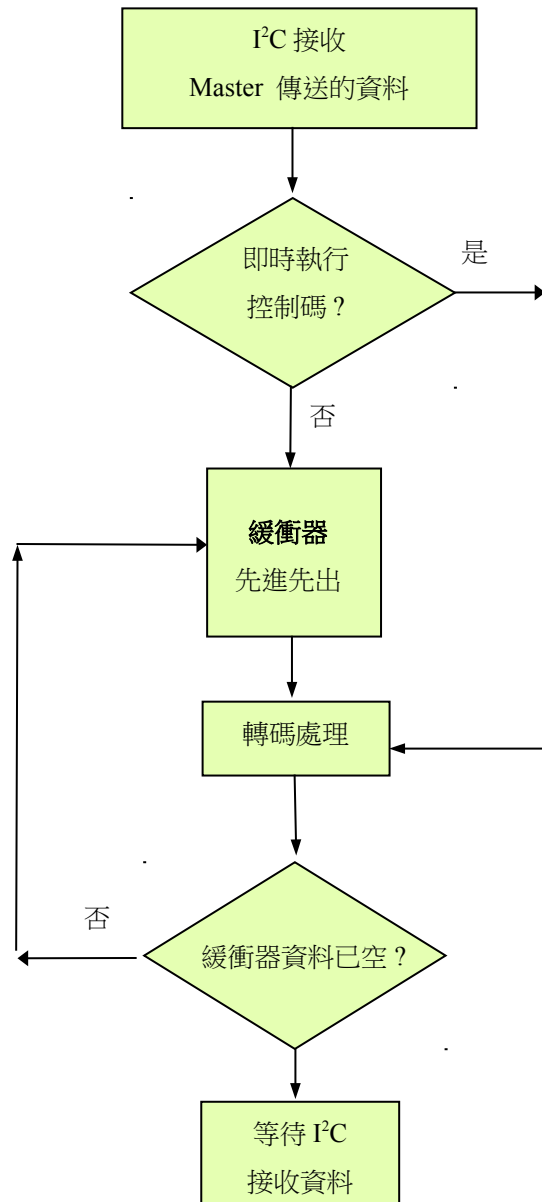 I²C 接收
Master 傳送的資料
即時執行
控制碼?
是
否
緩衝器
先進先出
轉碼處理
否
緩衝器資料已空?
等待 I²C
接收資料